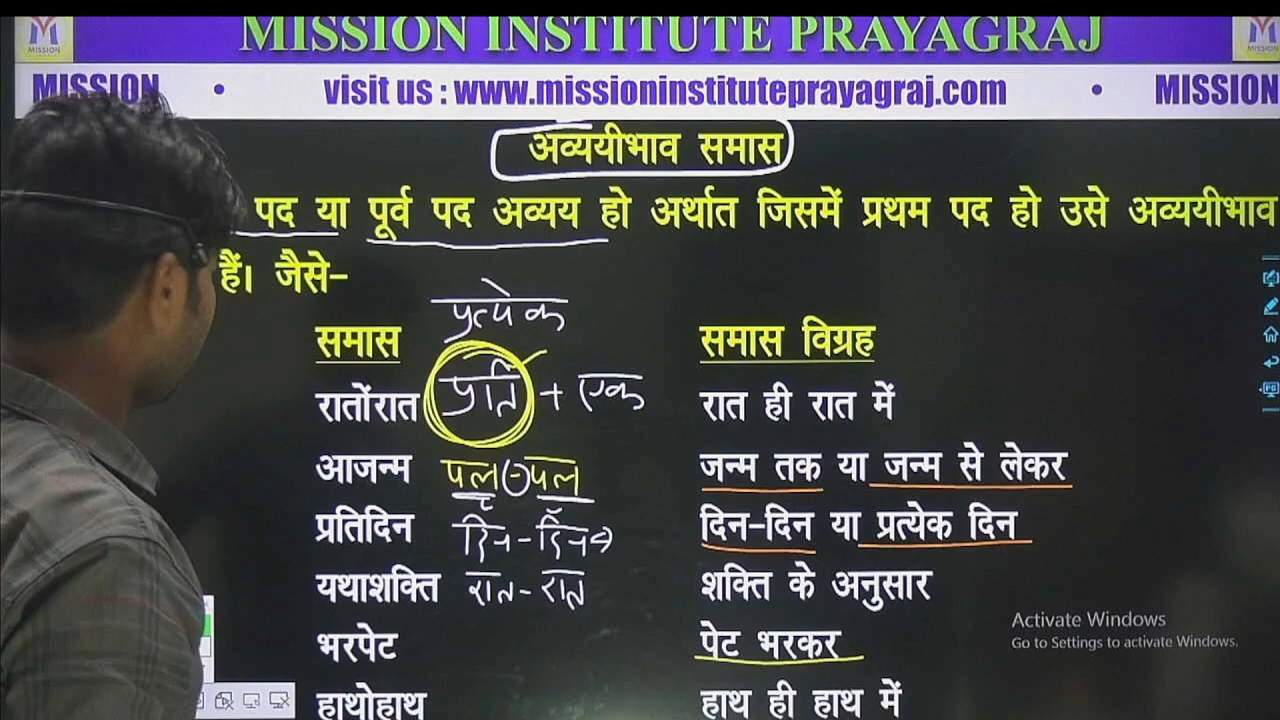 MISSION INSTITUTE PRAYAGRAJ
MISSION
MISSION
MISSION • visit us : www.missioninstituteprayagraj.com • MISSION
अव्ययीभाव समास
पद या पूर्व पद अव्यय हो अर्थात जिसमें प्रथम पद हो उसे अव्ययीभाव
हैं। जैसे-
प्रत्येक
समास समास विग्रह
रातोंरात प्रति + एक रात ही रात में
आजन्म पल-पल जन्म तक या जन्म से लेकर
प्रतिदिन दिन-दिन दिन-दिन या प्रत्येक दिन
यथाशक्ति रात-रात शक्ति के अनुसार
भरपेट पेट भरकर
हाथोहाथ हाथ ही हाथ में
Activate Windows
Go to Settings to activate Windows.